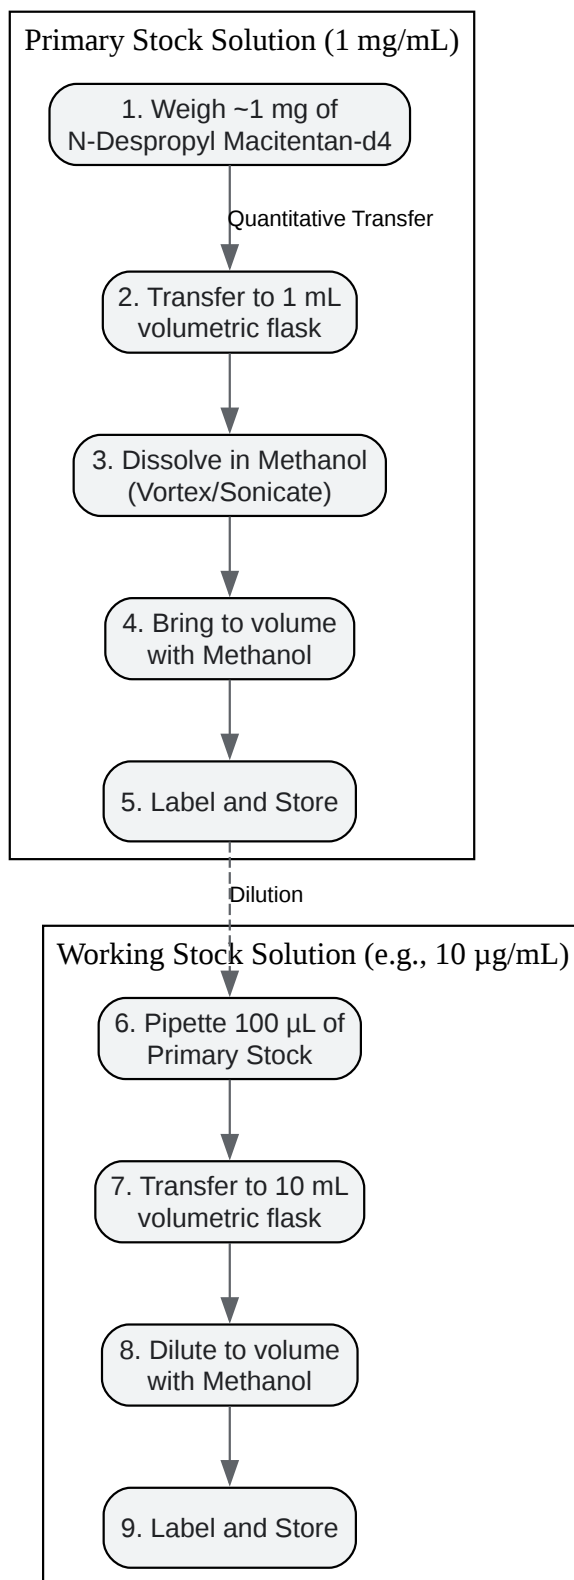 Primary Stock Solution (1 mg/mL)
1. Weigh ~1 mg of
N-Despropyl Macitentan-d4
Quantitative Transfer
2. Transfer to 1 mL
volumetric flask
3. Dissolve in Methanol
(Vortex/Sonicate)
4. Bring to volume
with Methanol
5. Label and Store
Dilution
Working Stock Solution (e.g., 10 µg/mL)
6. Pipette 100 µL of
Primary Stock
7. Transfer to 10 mL
volumetric flask
8. Dilute to volume
with Methanol
9. Label and Store